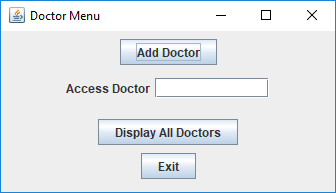 Doctor Menu
Add Doctor
Access Doctor
Display All Doctors
Exit